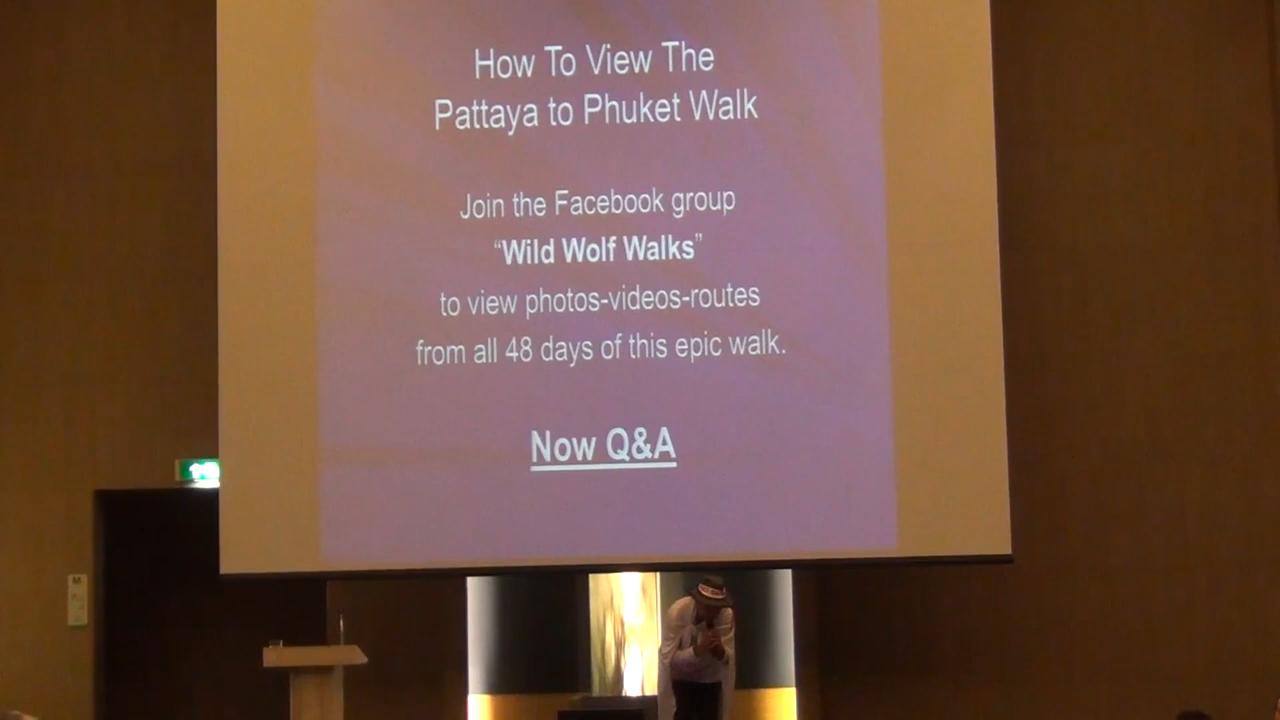 How To View The
Pattaya to Phuket Walk
Join the Facebook group
“Wild Wolf Walks”
to view photos-videos-routes
from all 48 days of this epic walk.
Now Q&A
M